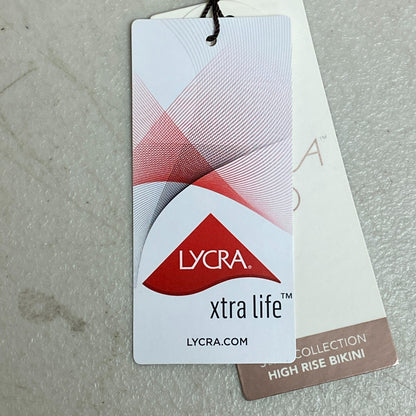 LYCRA®
xtra life™
LYCRA.COM
COLLECTION
HIGH RISE BIKINI